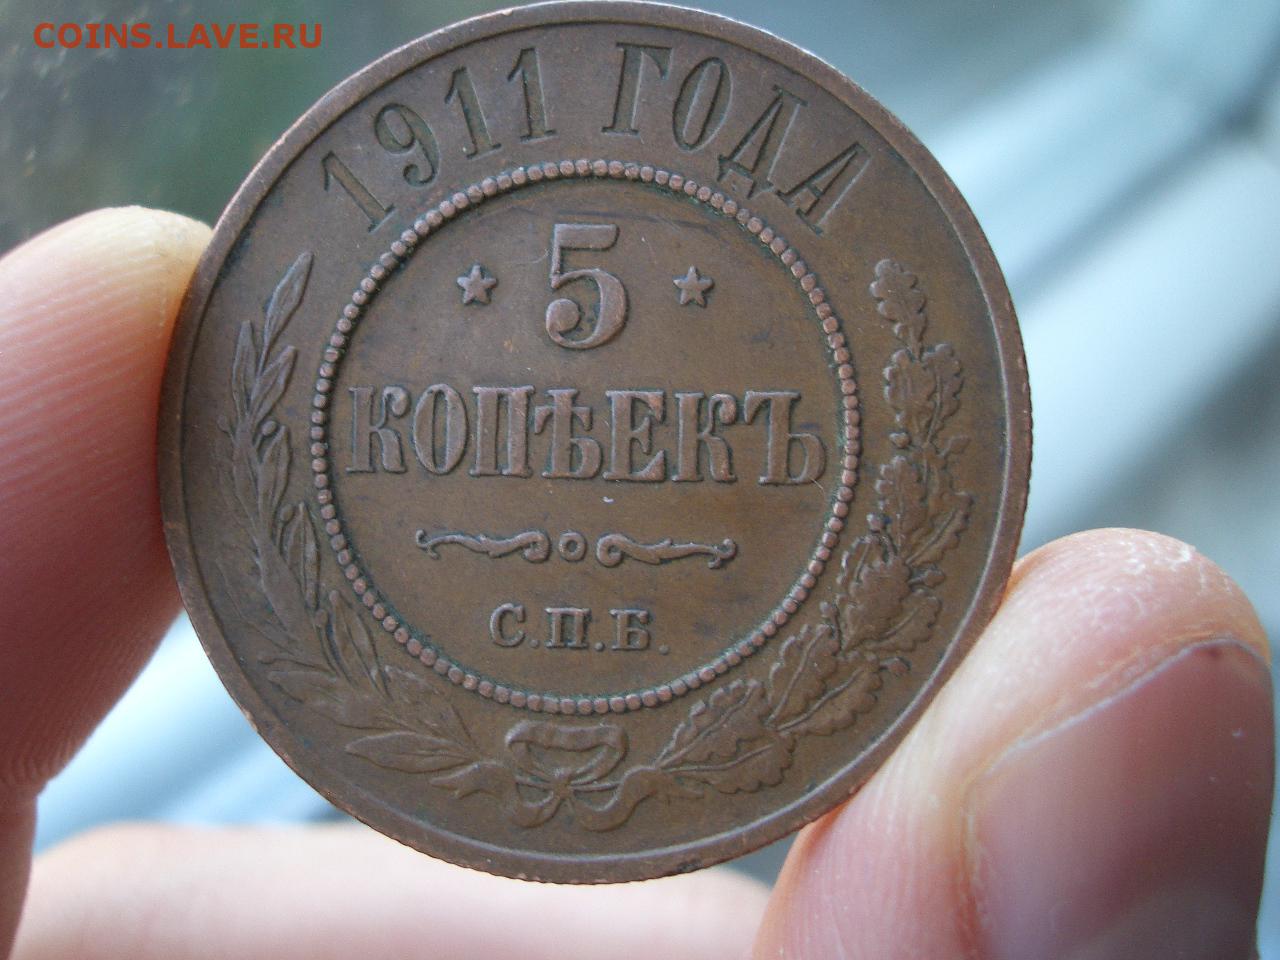 COINS.LAVE.RU
1911 ГОДА
* 5 *
КОПѢЕКЪ
С.П.Б.